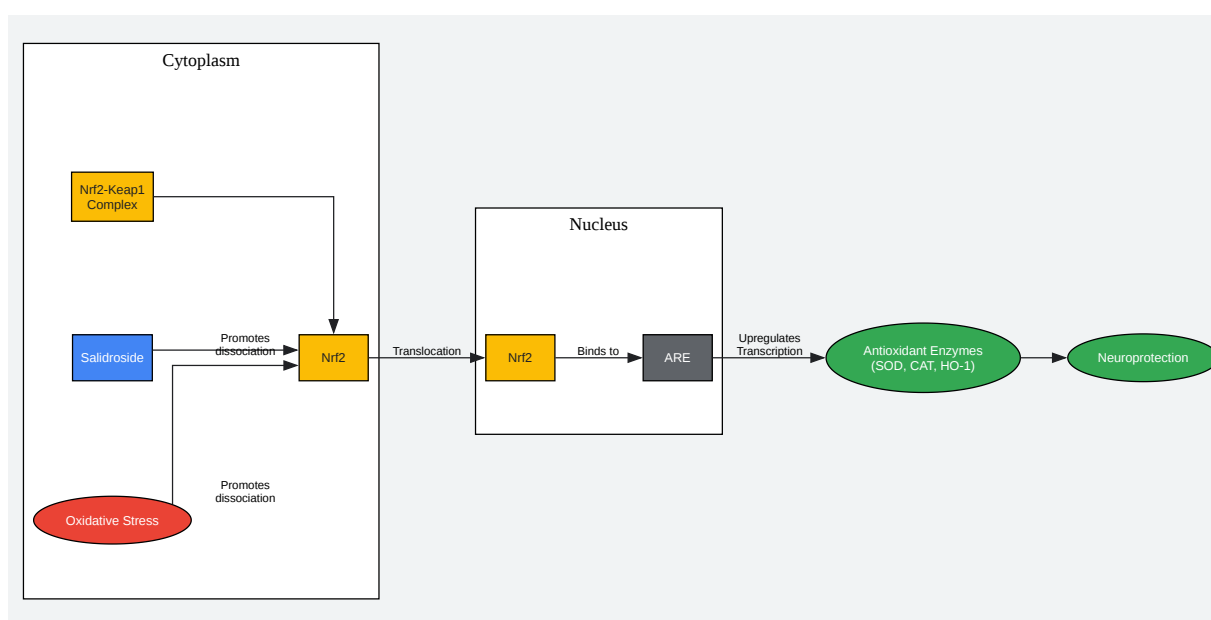 Cytoplasm
Nrf2-Keap1
Complex
Salidroside
Promotes
dissociation
Nrf2
Oxidative Stress
Promotes
dissociation
Translocation
Nucleus
Nrf2
Binds to
ARE
Upregulates
Transcription
Antioxidant Enzymes
(SOD, CAT, HO-1)
Neuroprotection